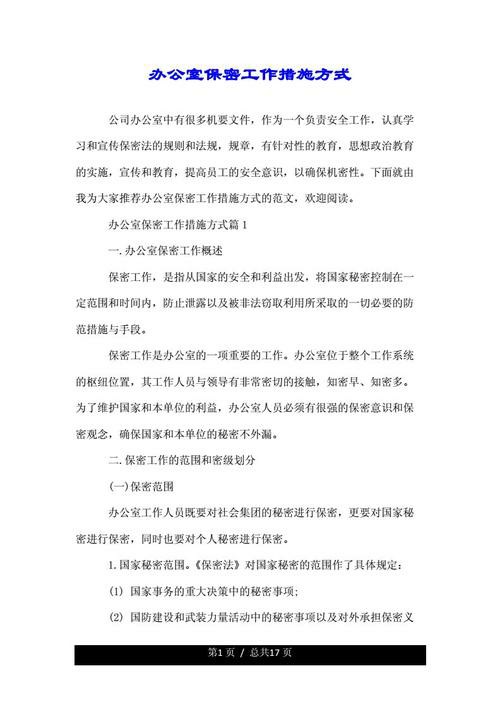 办公室保密工作措施方式
公司办公室中有很多机要文件，作为一个负责安全工作，认真学
习和宣传保密法的规则和法规，规章，有针对性的教育，思想政治教育
的实施，宣传和教育，提高员工的安全意识，以确保机密性。下面就由
我为大家推荐办公室保密工作措施方式的范文，欢迎阅读。
办公室保密工作措施方式篇1
一.办公室保密工作概述
保密工作，是指从国家的安全和利益出发，将国家秘密控制在一
定范围和时间内，防止泄露以及被非法窃取利用所采取的一切必要的防
范措施与手段。
保密工作是办公室的一项重要的工作。办公室位于整个工作系统
的枢纽位置，其工作人员与领导有非常密切的接触，知密早、知密多。
为了维护国家和本单位的利益，办公室人员必须有很强的保密意识和保
密观念，确保国家和本单位的秘密不外漏。
二.保密工作的范围和密级划分
(一)保密范围
办公室工作人员既要对社会集团的秘密进行保密，更要对国家秘
密进行保密，同时也要对个人秘密进行保密。
1.国家秘密范围。《保密法》对国家秘密的范围作了具体规定：
(1) 国家事务的重大决策中的秘密事项;
(2) 国防建设和武装力量活动中的秘密事项以及对外承担保密义
第1页 / 总共17页